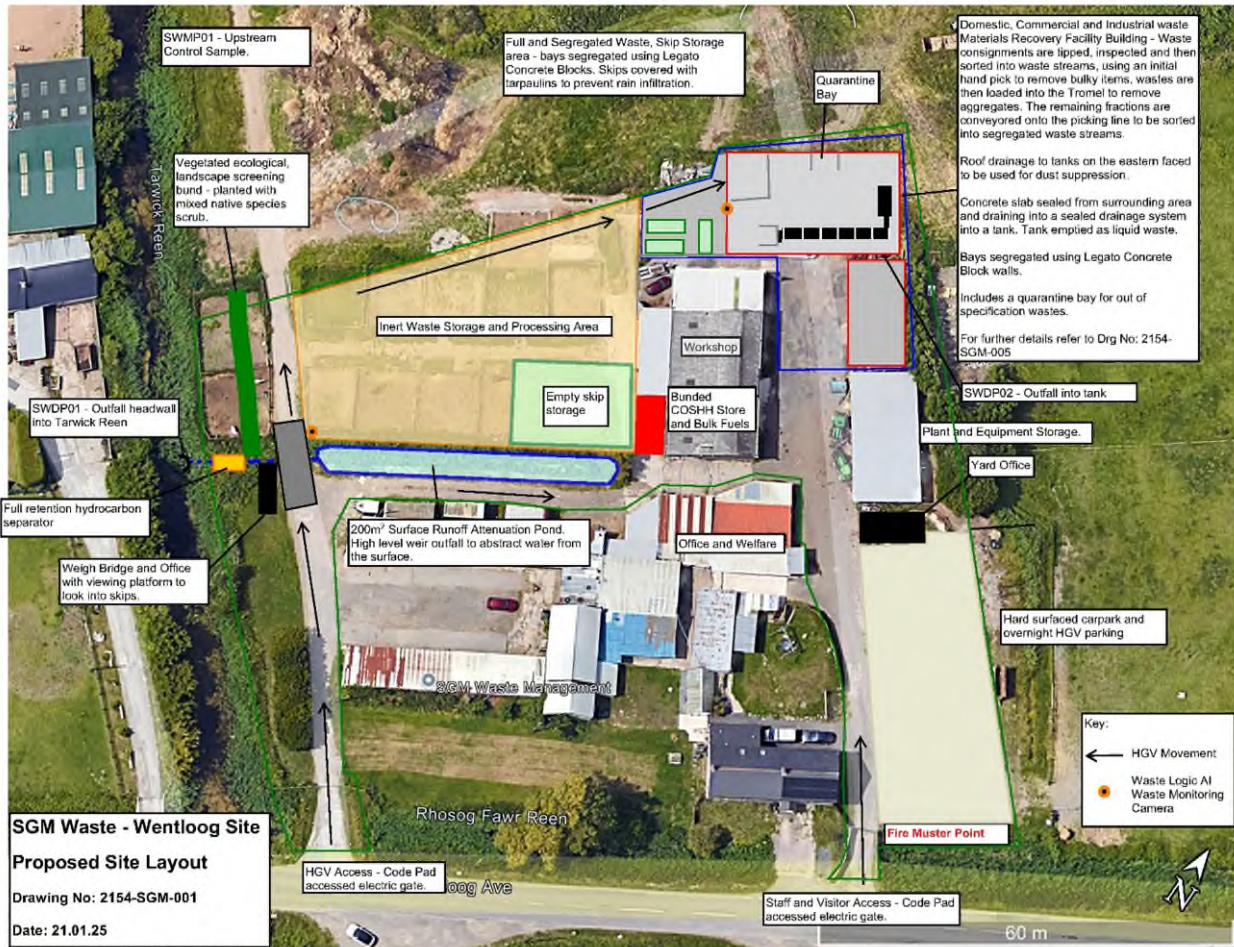 SWMP01 - Upstream
Control Sample.
Full and Segregated Waste, Skip Storage
area - bays segregated using Legato
Concrete Blocks. Skips covered with
tarpaulins to prevent rain infiltration.
Quarantine
Bay
Domestic, Commercial and Industrial waste
Materials Recovery Facility Building - Waste
consignments are tipped, inspected and then
sorted into waste streams, using an initial
hand pick to remove bulky items, wastes are
then loaded into the Tromel to remove
aggregates. The remaining fractions are
conveyored onto the picking line to be sorted
into segregated waste streams.
Roof drainage to tanks on the eastern faced
to be used for dust suppression.
Concrete slab sealed from surrounding area
and draining into a sealed drainage system
into a tank. Tank emptied as liquid waste.
Bays segregated using Legato Concrete
Block walls.
Includes a quarantine bay for out of
specification wastes.
For further details refer to Drg No: 2154-
SGM-005
Tarwick Reen
Vegetated ecological,
landscape screening
bund - planted with
mixed native species
scrub.
Inert Waste Storage and Processing Area
Workshop
Empty skip
storage
Bunded
COSHH Store
and Bulk Fuels
SWDP02 - Outfall into tank
SWDP01 - Outfall headwall
into Tarwick Reen
Plant and Equipment Storage.
Yard Office
Full retention hydrocarbon
separator
200m² Surface Runoff Attenuation Pond.
High level weir outfall to abstract water from
the surface.
Office and Welfare
Weigh Bridge and Office
with viewing platform to
look into skips.
Hard surfaced carpark and
overnight HGV parking
SGM Waste Management
Key:
HGV Movement
Waste Logic AI
Waste Monitoring
Camera
Rhosog Fawr Reen
Fire Muster Point
SGM Waste - Wentloog Site
Proposed Site Layout
Drawing No: 2154-SGM-001
Date: 21.01.25
HGV Access - Code Pad
accessed electric gate.
oog Ave
Staff and Visitor Access - Code Pad
accessed electric gate.
N
60 m